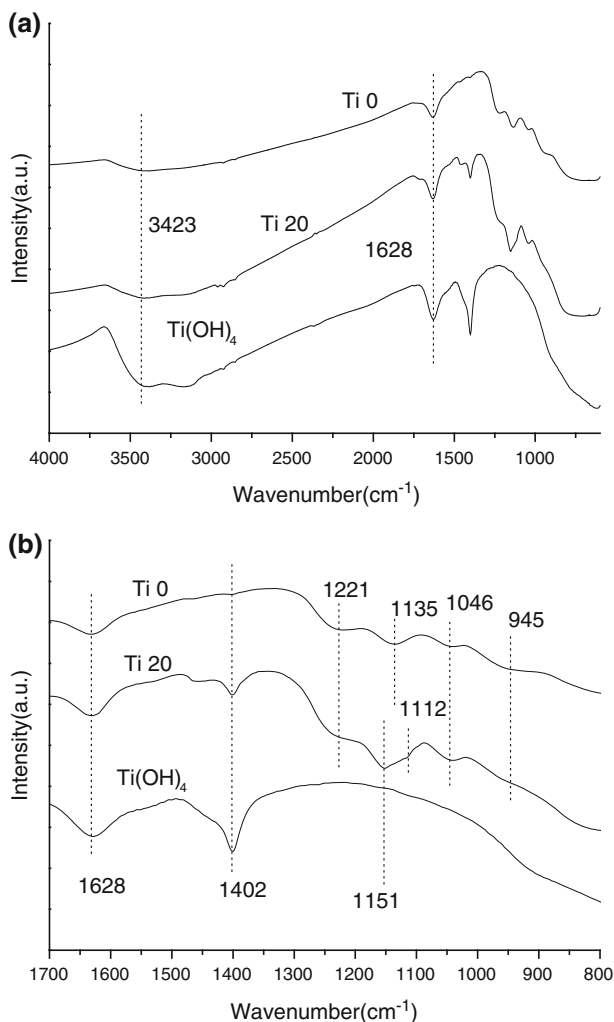 (a)
Ti 0
3423
Ti 20
1628
Ti(OH)₄
Intensity(a.u.)
4000 3500 3000 2500 2000 1500 1000
Wavenumber(cm⁻¹)
(b)
Ti 0
1221
1135
1046
945
Ti 20
1112
Ti(OH)₄
1628
1402
1151
Intensity(a.u.)
1700 1600 1500 1400 1300 1200 1100 1000 900 800
Wavenumber(cm⁻¹)